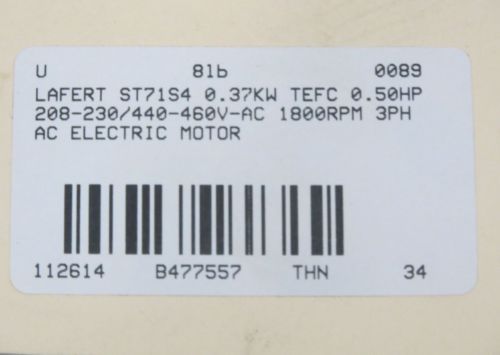 U 8lb 0089
LAFERT ST71S4 0.37KW TEFC 0.50HP
208-230/440-460V-AC 1800RPM 3PH
AC ELECTRIC MOTOR
112614 B477557 THN 34